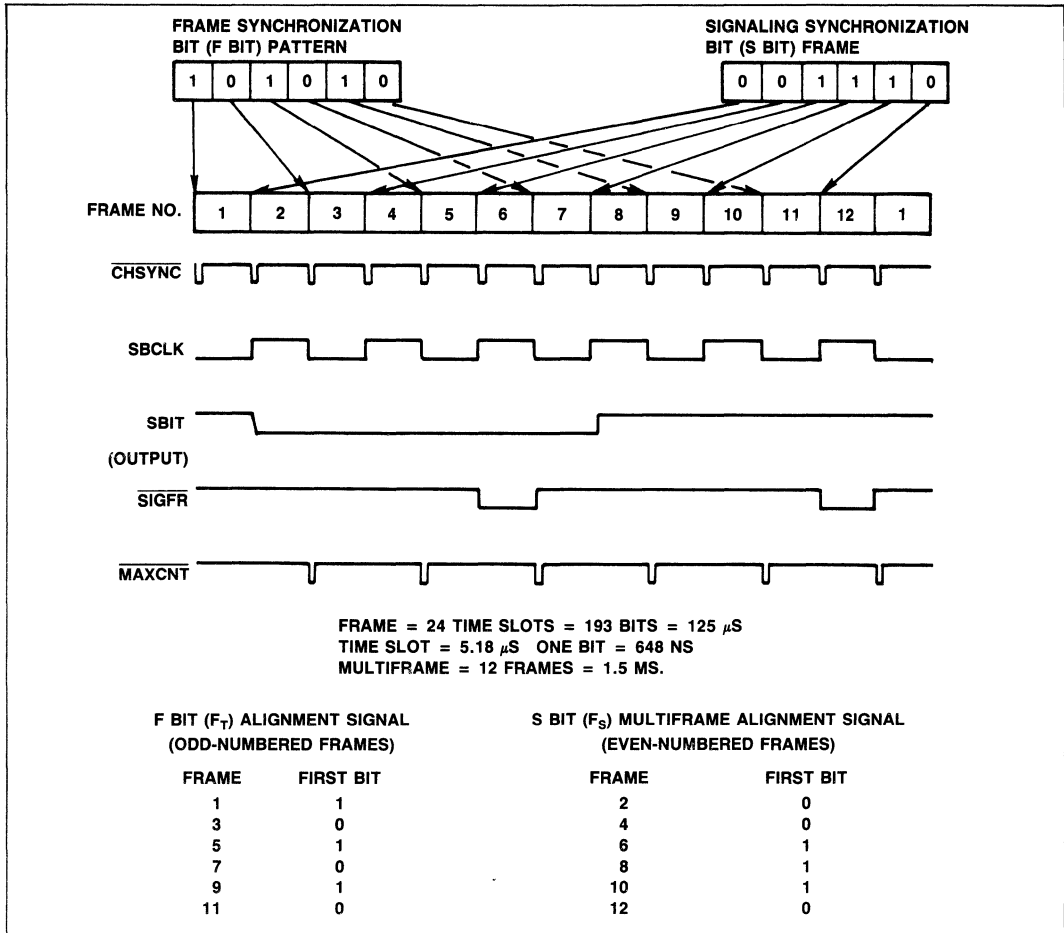 FRAME SYNCHRONIZATION
BIT (F BIT) PATTERN
1 0 1 0 1 0
SIGNALING SYNCHRONIZATION
BIT (S BIT) FRAME
0 0 1 1 1 0
FRAME NO. 1 2 3 4 5 6 7 8 9 10 11 12 1
CHSYNC
SBCLK
SBIT
(OUTPUT)
SIGFR
MAXCNT
FRAME = 24 TIME SLOTS = 193 BITS = 125 μS
TIME SLOT = 5.18 μS ONE BIT = 648 NS
MULTIFRAME = 12 FRAMES = 1.5 MS.
F BIT (FT) ALIGNMENT SIGNAL
(ODD-NUMBERED FRAMES)
FRAME FIRST BIT
1 1
3 0
5 1
7 0
9 1
11 0
S BIT (FS) MULTIFRAME ALIGNMENT SIGNAL
(EVEN-NUMBERED FRAMES)
FRAME FIRST BIT
2 0
4 0
6 1
8 1
10 1
12 0